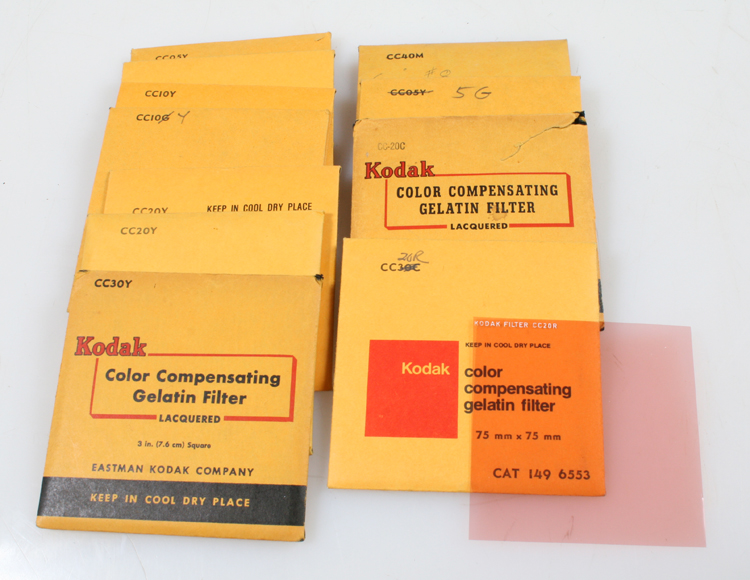 CC05Y
CC10Y
CC10G Y
CC20Y
KEEP IN COOL DRY PLACE
CC20Y
CC30Y
Kodak
Color Compensating
Gelatin Filter
LACQUERED
3 in. (7.6 cm) Square
EASTMAN KODAK COMPANY
KEEP IN COOL DRY PLACE
CC40M
CC05Y 5G
CC-20C
Kodak
COLOR COMPENSATING
GELATIN FILTER
LACQUERED
20R
CC30C
KODAK FILTER CC20R
KEEP IN COOL DRY PLACE
Kodak
color
compensating
gelatin filter
75 mm x 75 mm
CAT 149 6553